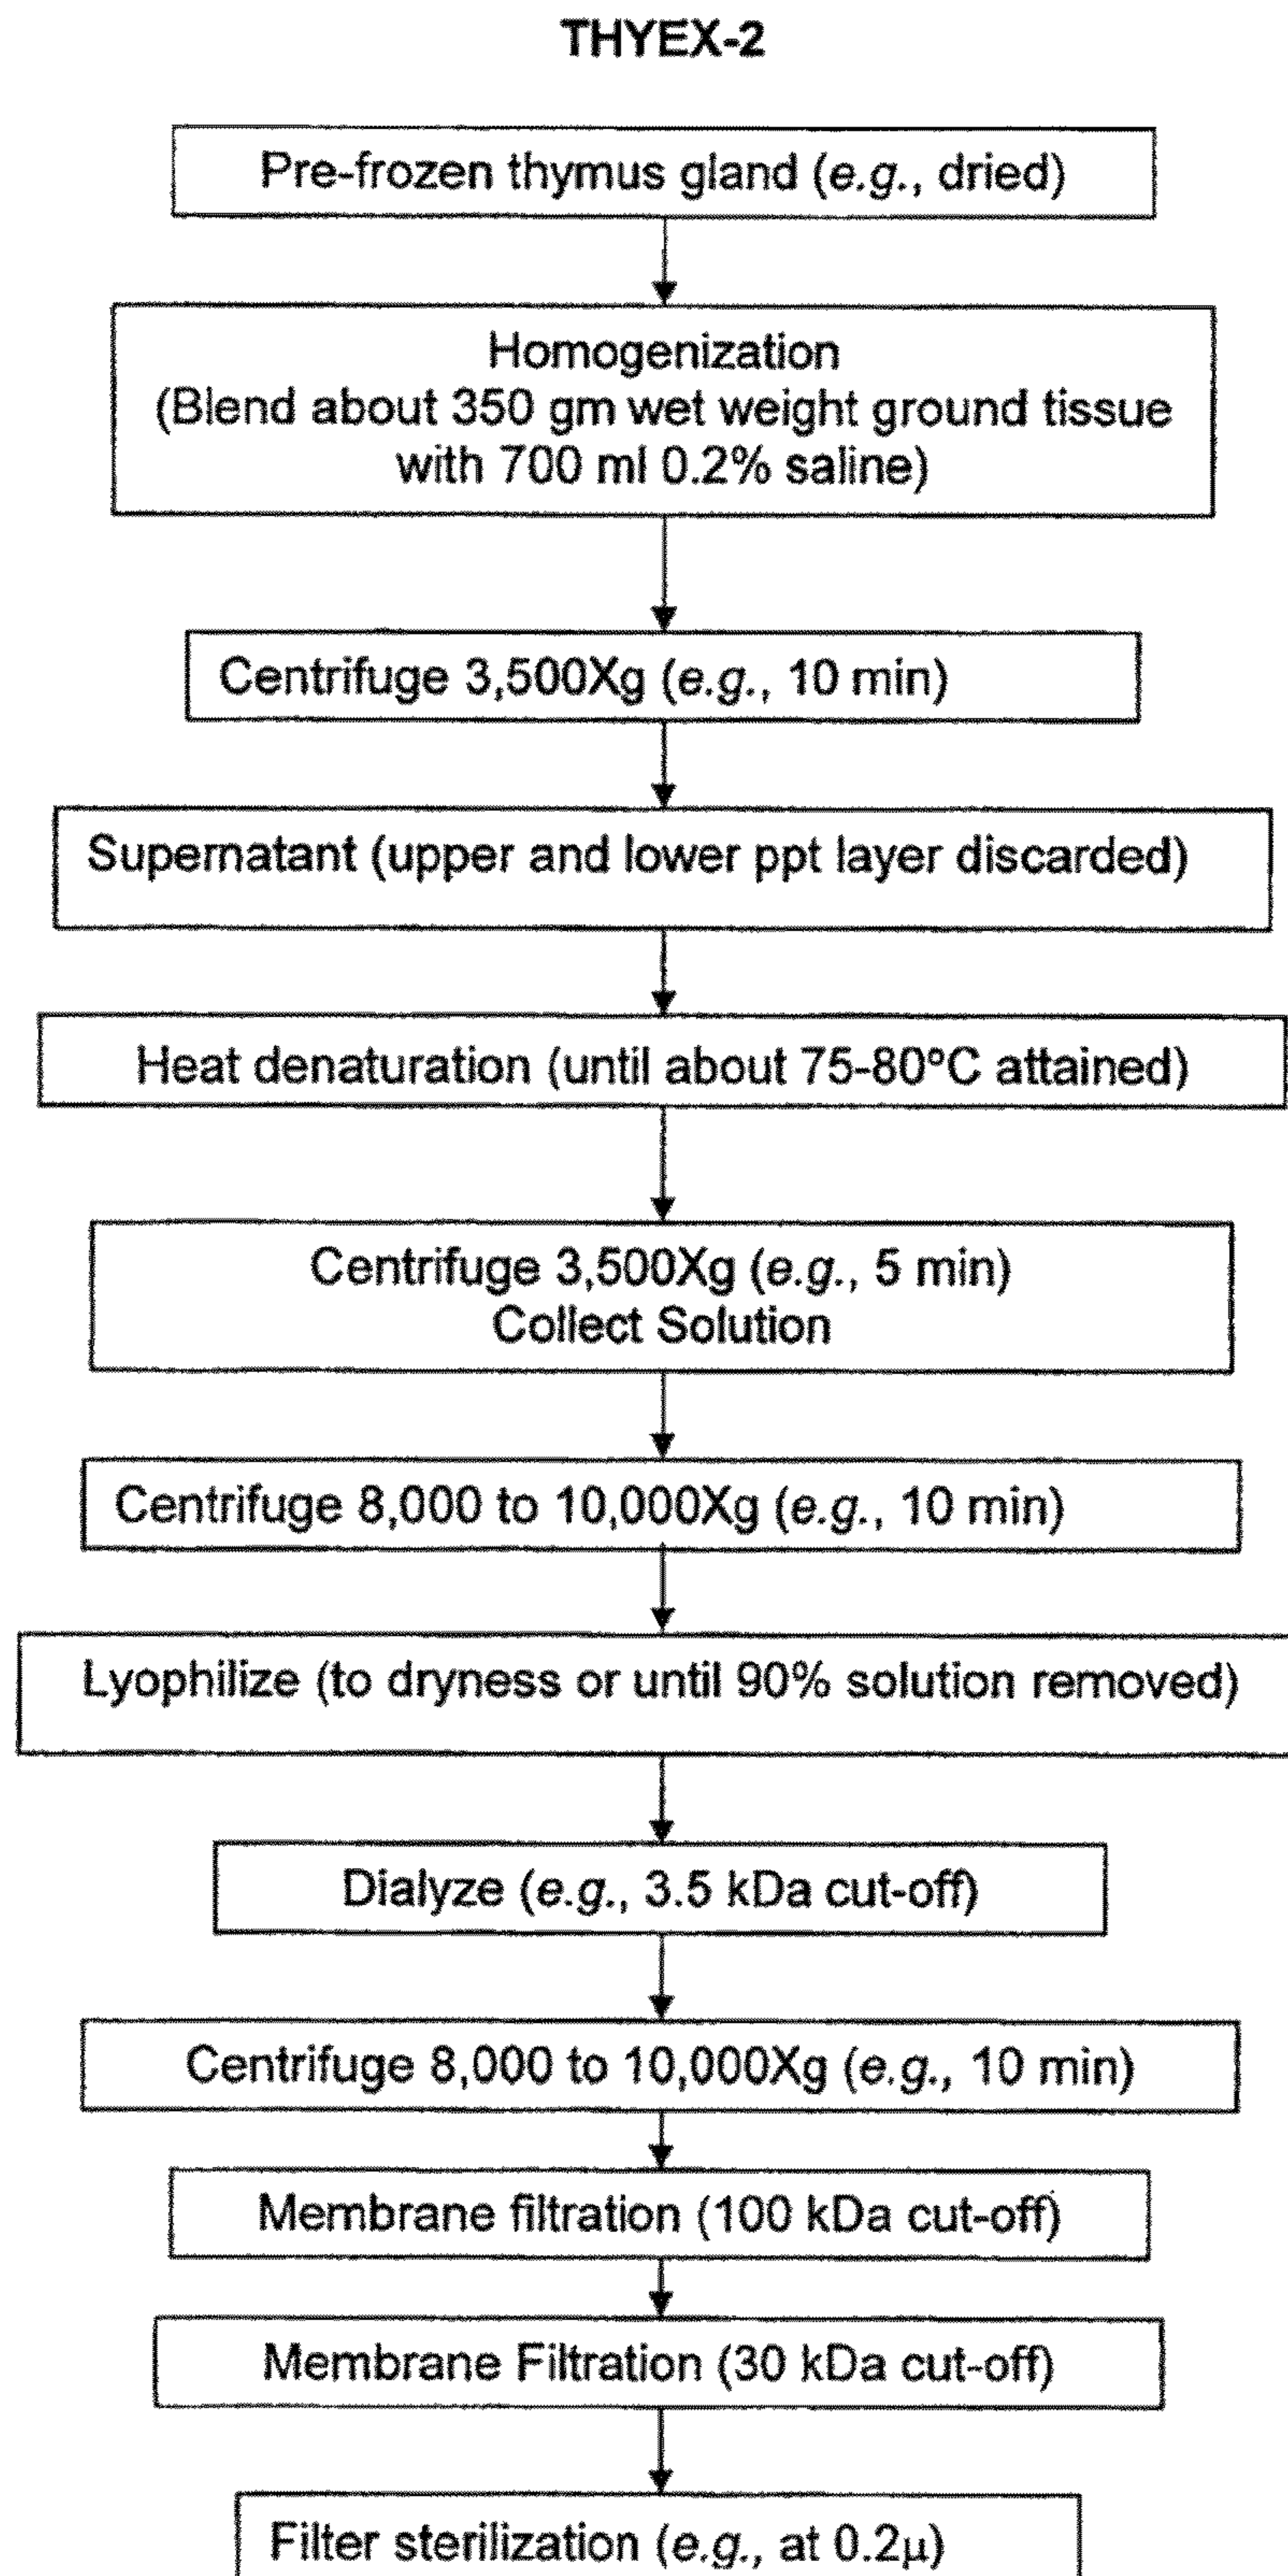 THYEX-2
Pre-frozen thymus gland (e.g., dried)
Homogenization
(Blend about 350 gm wet weight ground tissue
with 700 ml 0.2% saline)
Centrifuge 3,500Xg (e.g., 10 min)
Supernatant (upper and lower ppt layer discarded)
Heat denaturation (until about 75-80°C attained)
Centrifuge 3,500Xg (e.g., 5 min)
Collect Solution
Centrifuge 8,000 to 10,000Xg (e.g., 10 min)
Lyophilize (to dryness or until 90% solution removed)
Dialyze (e.g., 3.5 kDa cut-off)
Centrifuge 8,000 to 10,000Xg (e.g., 10 min)
Membrane filtration (100 kDa cut-off)
Membrane Filtration (30 kDa cut-off)
Filter sterilization (e.g., at 0.2µ)